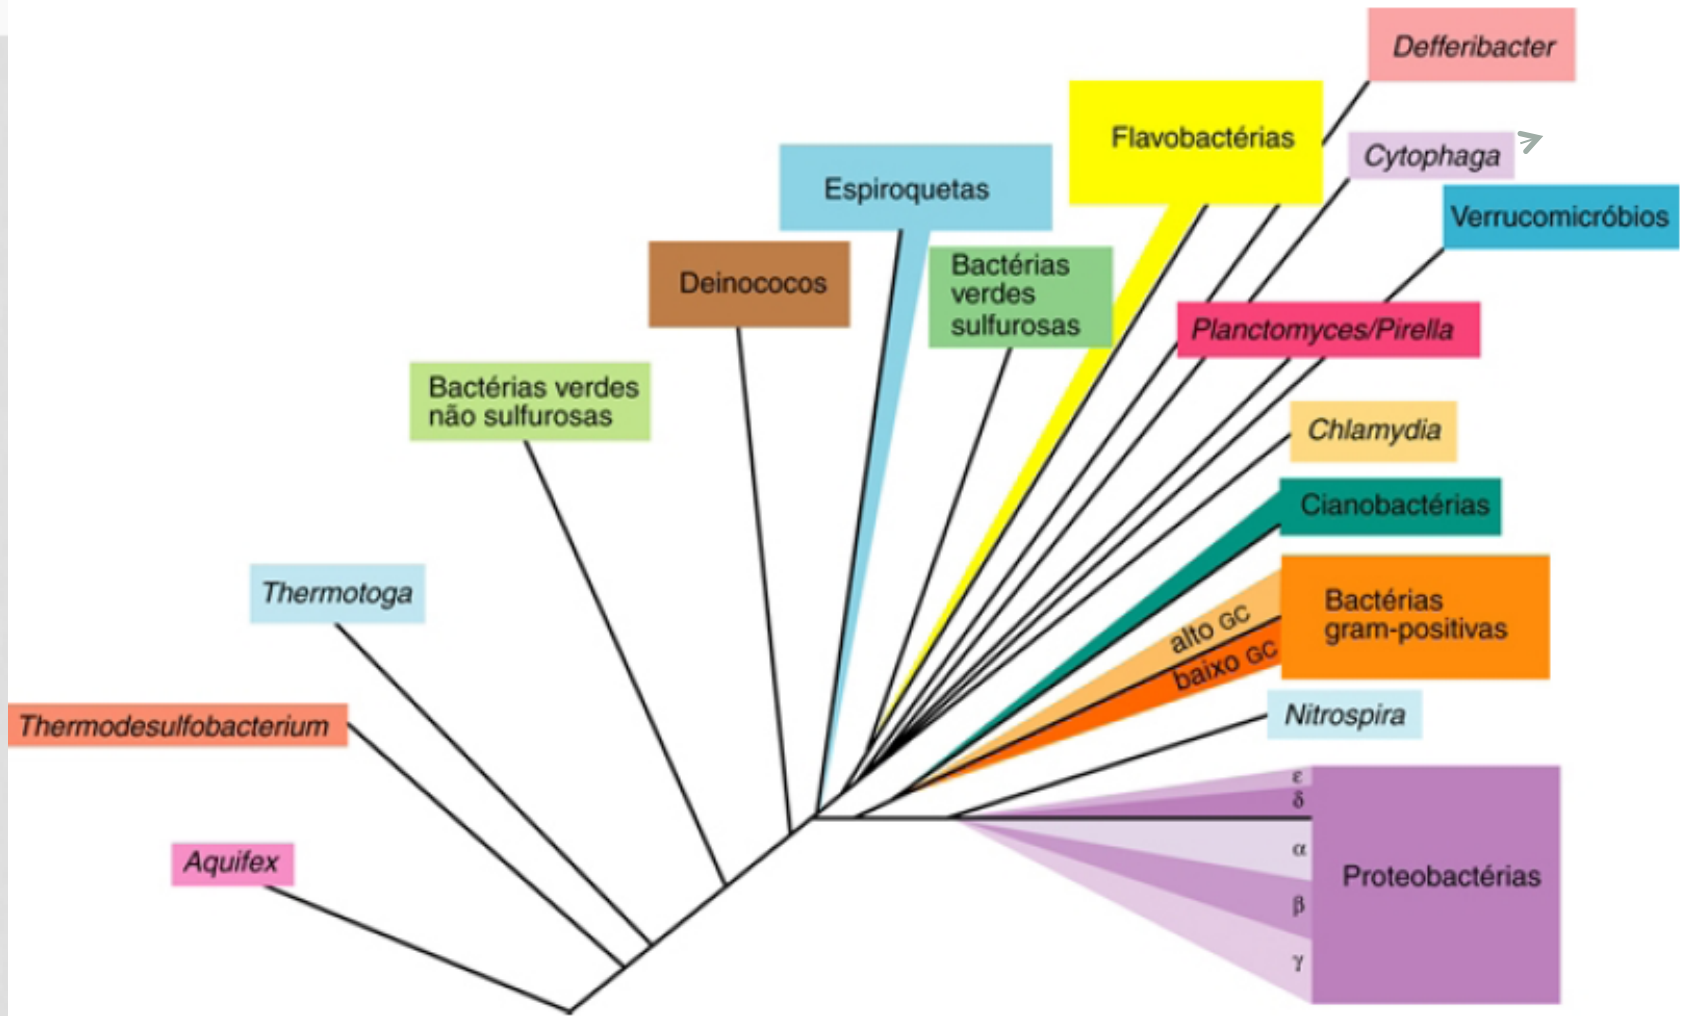 Defferibacter
Flavobactérias
Cytophaga
Espiroquetas
Verrucomicróbios
Deinococos
Bactérias
verdes
sulfurosas
Planctomyces/Pirella
Bactérias verdes
não sulfurosas
Chlamydia
Cianobactérias
Thermotoga
alto GC
baixo GC
Bactérias
gram-positivas
Thermodesulfobacterium
Nitrospira
Aquifex
ε
δ
α
β
γ
Proteobactérias